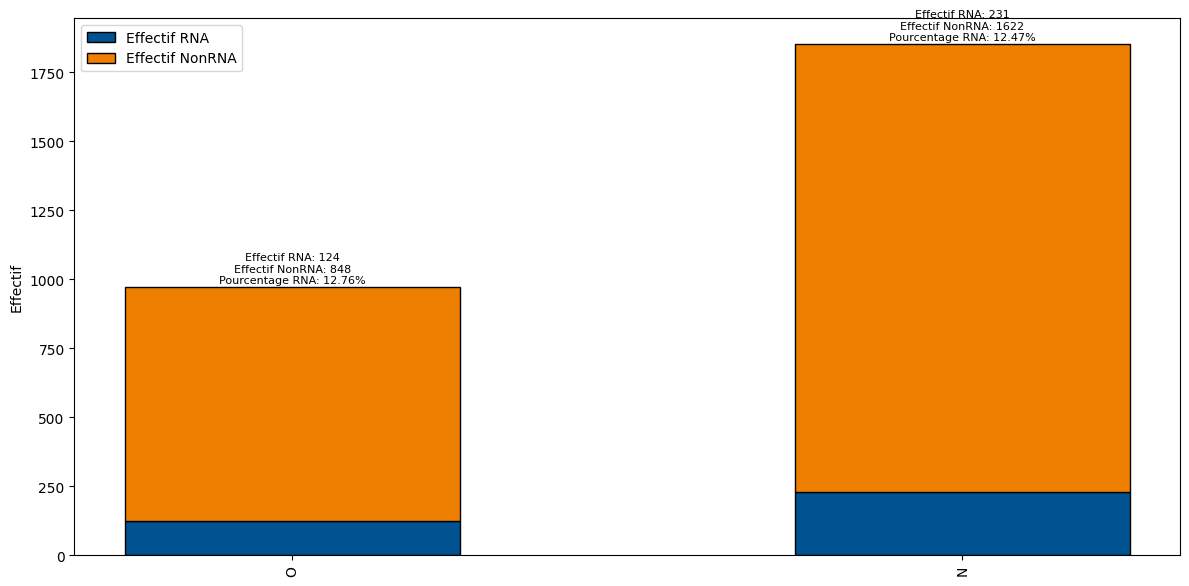 Effectif RNA: 231
Effectif NonRNA: 1622
Pourcentage RNA: 12.47%
Effectif RNA
Effectif NonRNA
Effectif RNA: 124
Effectif NonRNA: 848
Pourcentage RNA: 12.76%
Effectif
1750
1500
1250
1000
750
500
250
0
O
N